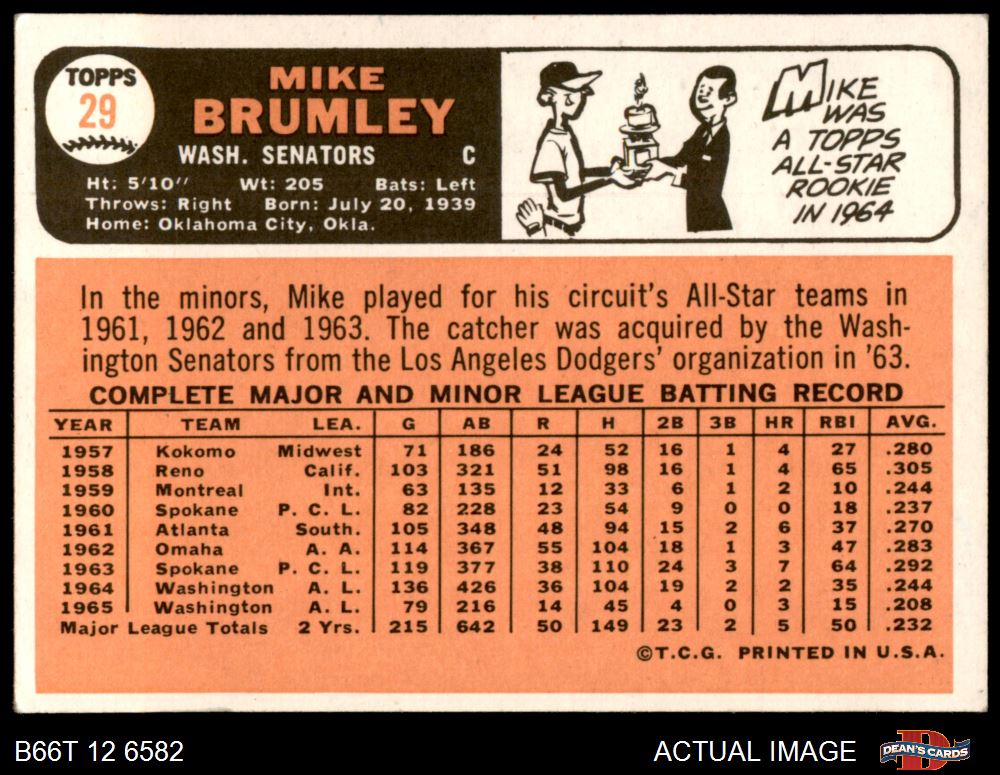 TOPPS
29
MIKE
BRUMLEY
WASH. SENATORS C
Ht: 5'10" Wt: 205 Bats: Left
Throws: Right Born: July 20, 1939
Home: Oklahoma City, Okla.
MIKE
WAS
A TOPPS
ALL-STAR
ROOKIE
IN 1964
In the minors, Mike played for his circuit's All-Star teams in
1961, 1962 and 1963. The catcher was acquired by the Wash-
ington Senators from the Los Angeles Dodgers' organization in '63.
COMPLETE MAJOR AND MINOR LEAGUE BATTING RECORD
YEAR TEAM LEA. G AB R H 2B 3B HR RBI AVG.
1957 Kokomo Midwest 71 186 24 52 16 1 4 27 .280
1958 Reno Calif. 103 321 51 98 16 1 4 65 .305
1959 Montreal Int. 63 135 12 33 6 1 2 10 .244
1960 Spokane P. C. L. 82 228 23 54 9 0 0 18 .237
1961 Atlanta South. 105 348 48 94 15 2 6 37 .270
1962 Omaha A. A. 114 367 55 104 18 1 3 47 .283
1963 Spokane P. C. L. 119 377 38 110 24 3 7 64 .292
1964 Washington A. L. 136 426 36 104 19 2 2 35 .244
1965 Washington A. L. 79 216 14 45 4 0 3 15 .208
Major League Totals 2 Yrs. 215 642 50 149 23 2 5 50 .232
©T.C.G. PRINTED IN U.S.A.
B66T 12 6582 ACTUAL IMAGE DEAN'S CARDS